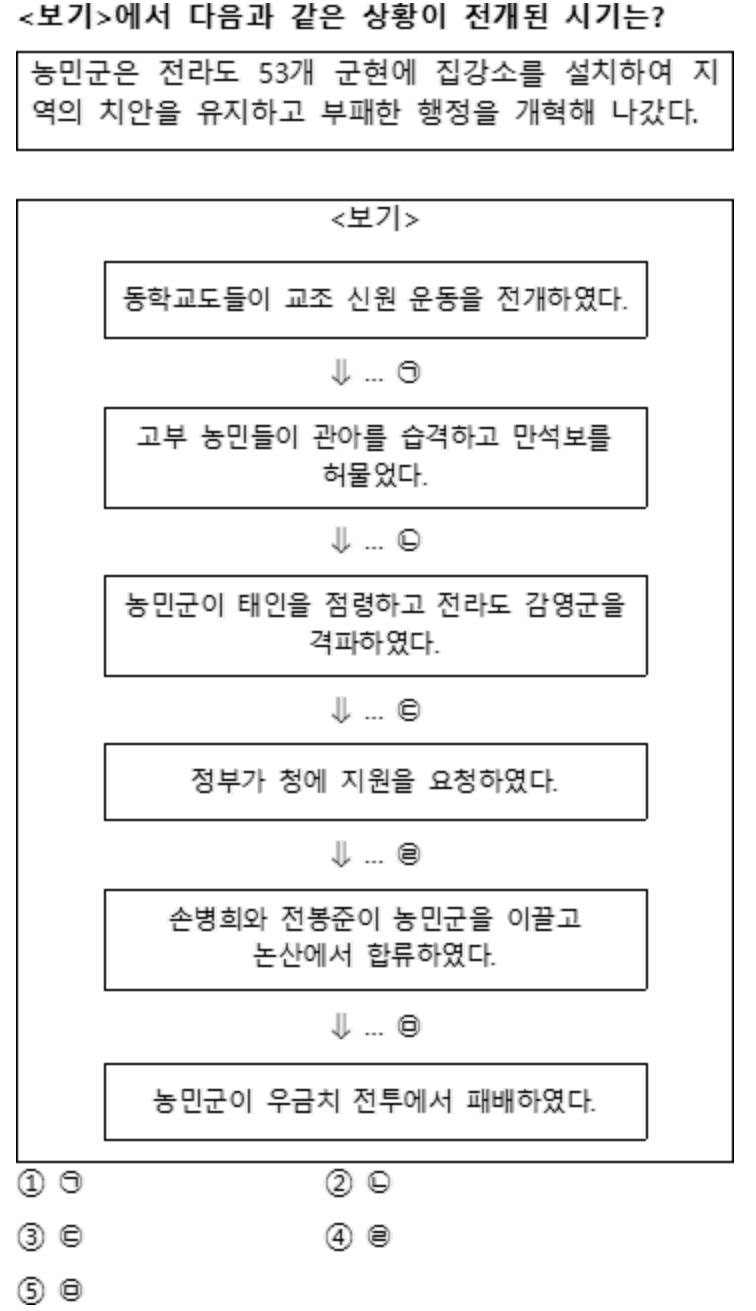 <보기>에서 다음과 같은 상황이 전개된 시기는?
농민군은 전라도 53개 군현에 집강소를 설치하여 지
역의 치안을 유지하고 부패한 행정을 개혁해 나갔다.
<보기>
동학교도들이 교조 신원 운동을 전개하였다.
⇓ ... ㉠
고부 농민들이 관아를 습격하고 만석보를
허물었다.
⇓ ... ㉡
농민군이 태인을 점령하고 전라도 감영군을
격파하였다.
⇓ ... ㉢
정부가 청에 지원을 요청하였다.
⇓ ... ㉣
손병희와 전봉준이 농민군을 이끌고
논산에서 합류하였다.
⇓ ... ㉤
농민군이 우금치 전투에서 패배하였다.
① ㉠ ② ㉡
③ ㉢ ④ ㉣
⑤ ㉤